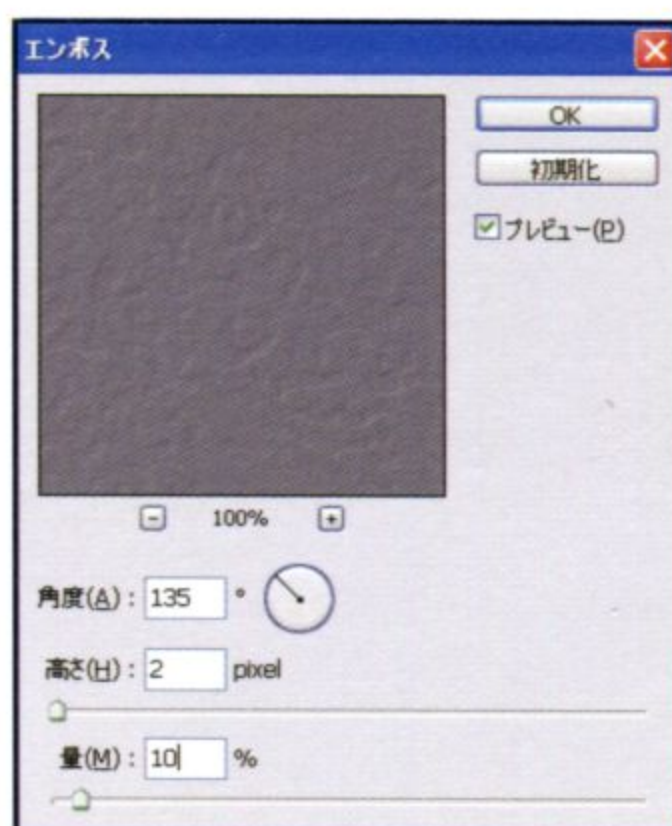 エンボス
OK
初期化
プレビュー(P)
100%
角度(A): 135 °
高さ(H): 2 pixel
量(M): 10 %